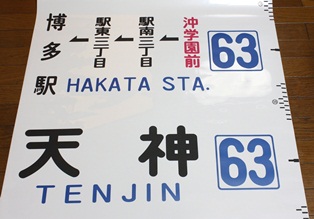 博多駅
駅東三丁目
←
駅南三丁目
←
沖学園前
63
HAKATA STA.
天神
63
TENJIN